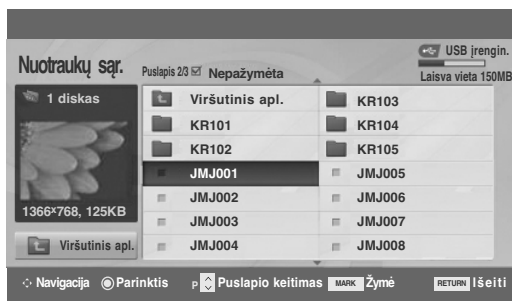 Nuotraukų sąr.
Puslapis 2/3 Nepažymėta
USB įrengin.
Laisva vieta 150MB
1 diskas
1366x768, 125KB
Viršutinis apl.
Viršutinis apl.
KR101
KR102
JMJ001
JMJ002
JMJ003
JMJ004
KR103
KR104
KR105
JMJ005
JMJ006
JMJ007
JMJ008
Navigacija Parinktis P Puslapio keitimas MARK Žymė RETURN Išeiti